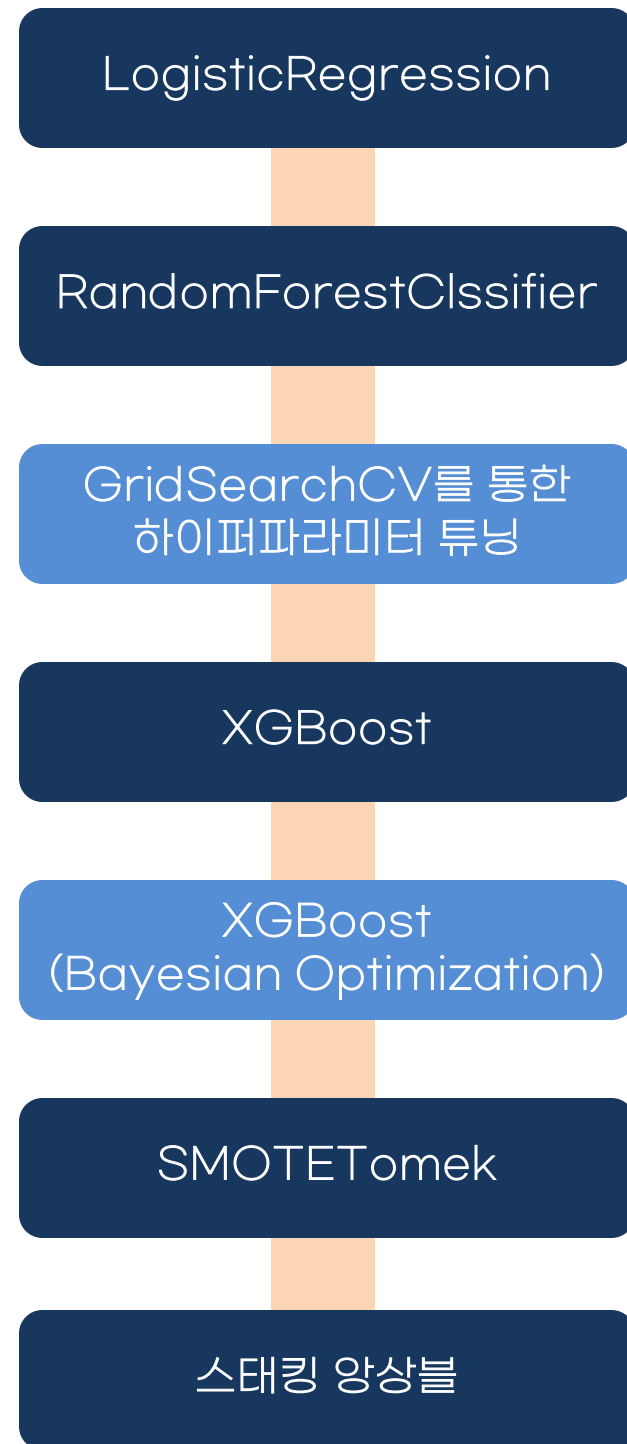 LogisticRegression
RandomForestClssifier
GridSearchCV를 통한
하이퍼파라미터 튜닝
XGBoost
XGBoost
(Bayesian Optimization)
SMOTETomek
스태킹 앙상블